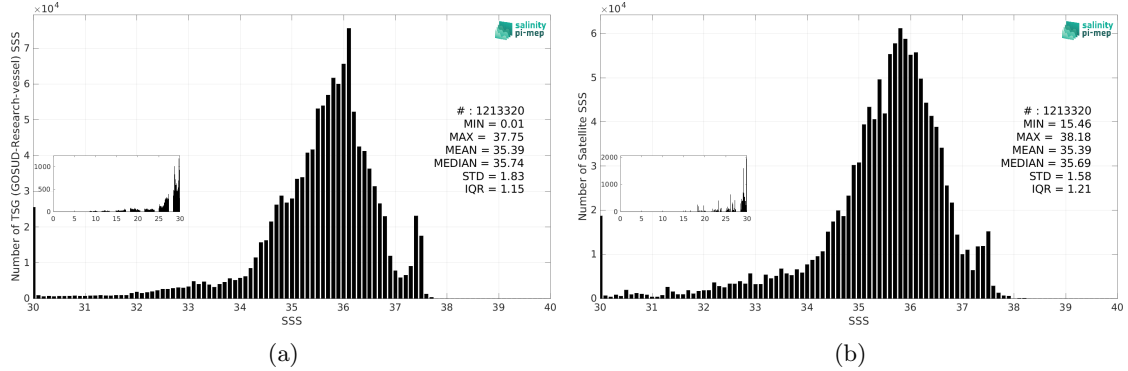 ×10⁴
Number of TSG (GOSUD-Research-vessel) SSS
7
6
5
4
3
2
1
0
salinity
pi-mep
# : 1213320
MIN = 0.01
MAX = 37.75
MEAN = 35.39
MEDIAN = 35.74
STD = 1.83
IQR = 1.15
1000
500
0
0 5 10 15 20 25 30
30 31 32 33 34 35 36 37 38 39 40
SSS
(a)
×10⁴
Number of Satellite SSS
6
5
4
3
2
1
0
salinity
pi-mep
# : 1213320
MIN = 15.46
MAX = 38.18
MEAN = 35.39
MEDIAN = 35.69
STD = 1.58
IQR = 1.21
2000
1000
0
0 5 10 15 20 25 30
30 31 32 33 34 35 36 37 38 39 40
SSS
(b)